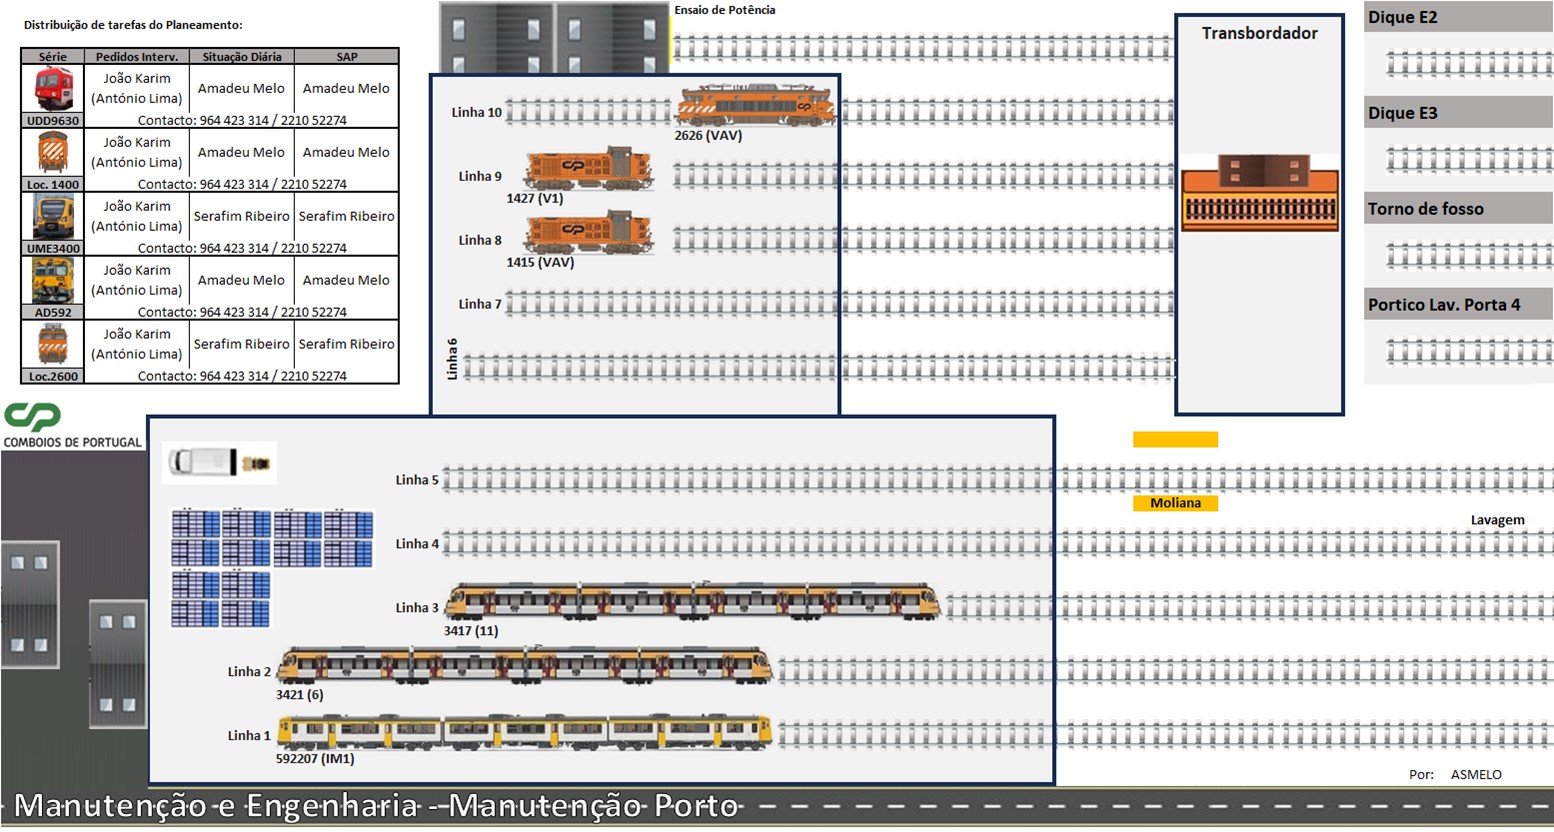 Distribuição de tarefas do Planeamento:
Série Pedidos Interv. Situação Diária SAP
João Karim
(António Lima) Amadeu Melo Amadeu Melo
UDD9630 Contacto: 964 423 314 / 2210 52274
João Karim
(António Lima) Amadeu Melo Amadeu Melo
Loc. 1400 Contacto: 964 423 314 / 2210 52274
João Karim
(António Lima) Serafim Ribeiro Serafim Ribeiro
UME3400 Contacto: 964 423 314 / 2210 52274
João Karim
(António Lima) Amadeu Melo Amadeu Melo
AD592 Contacto: 964 423 314 / 2210 52274
João Karim
(António Lima) Serafim Ribeiro Serafim Ribeiro
Loc.2600 Contacto: 964 423 314 / 2210 52274
Ensaio de Potência
Linha 10
2626 (VAV)
Linha 9
1427 (V1)
Linha 8
1415 (VAV)
Linha 7
Linha 6
Transbordador
Dique E2
Dique E3
Torno de fosso
Portico Lav. Porta 4
CP
COMBOIOS DE PORTUGAL
Linha 5
Moliana
Lavagem
Linha 4
Linha 3
3417 (11)
Linha 2
3421 (6)
Linha 1
592207 (IM1)
Por: ASMELO
Manutenção e Engenharia - Manutenção Porto